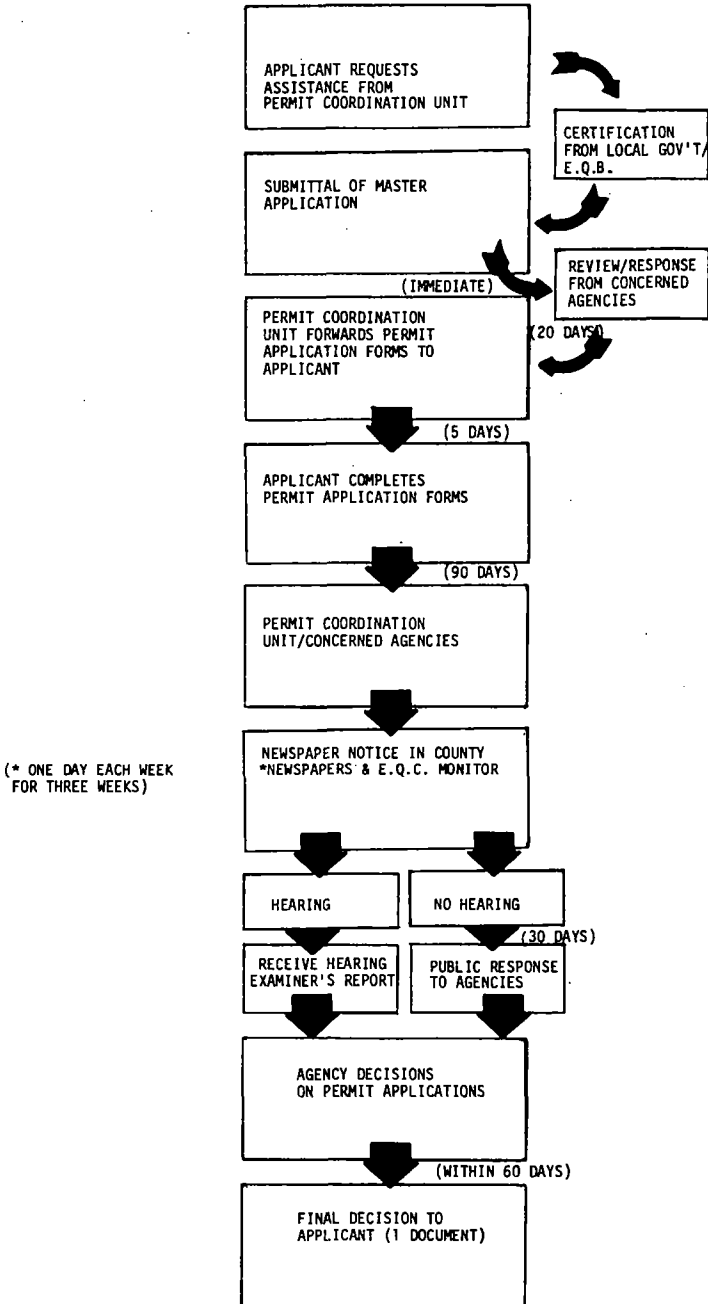 APPLICANT REQUESTS
ASSISTANCE FROM
PERMIT COORDINATION UNIT
CERTIFICATION
FROM LOCAL GOV'T/
E.Q.B.
SUBMITTAL OF MASTER
APPLICATION
(IMMEDIATE)
REVIEW/RESPONSE
FROM CONCERNED
AGENCIES
PERMIT COORDINATION
UNIT FORWARDS PERMIT
APPLICATION FORMS TO
APPLICANT
(20 DAYS)
(5 DAYS)
APPLICANT COMPLETES
PERMIT APPLICATION FORMS
(90 DAYS)
PERMIT COORDINATION
UNIT/CONCERNED AGENCIES
(* ONE DAY EACH WEEK
FOR THREE WEEKS)
NEWSPAPER NOTICE IN COUNTY
*NEWSPAPERS & E.Q.C. MONITOR
HEARING
NO HEARING
(30 DAYS)
RECEIVE HEARING
EXAMINER'S REPORT
PUBLIC RESPONSE
TO AGENCIES
AGENCY DECISIONS
ON PERMIT APPLICATIONS
(WITHIN 60 DAYS)
FINAL DECISION TO
APPLICANT (1 DOCUMENT)